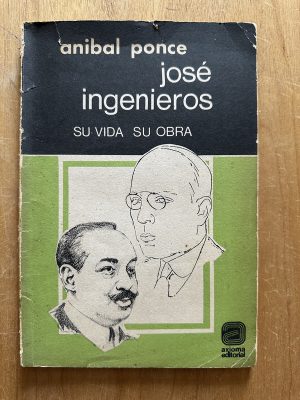 anibal ponce
josé
ingenieros
SU VIDA SU OBRA
axioma
editorial